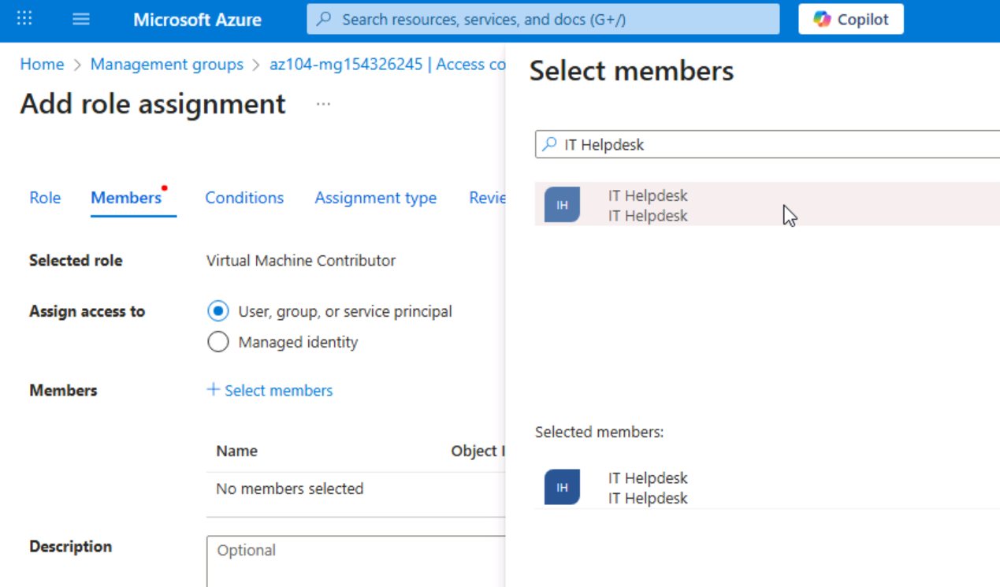 Microsoft Azure
Search resources, services, and docs (G+/)
Copilot
Home > Management groups > az104-mg154326245 | Access co
Add role assignment ...
Role Members Conditions Assignment type Revie
Selected role Virtual Machine Contributor
Assign access to User, group, or service principal
Managed identity
Members + Select members
Name Object I
No members selected
Description Optional
Select members
IT Helpdesk
IH IT Helpdesk
IT Helpdesk
Selected members:
IH IT Helpdesk
IT Helpdesk